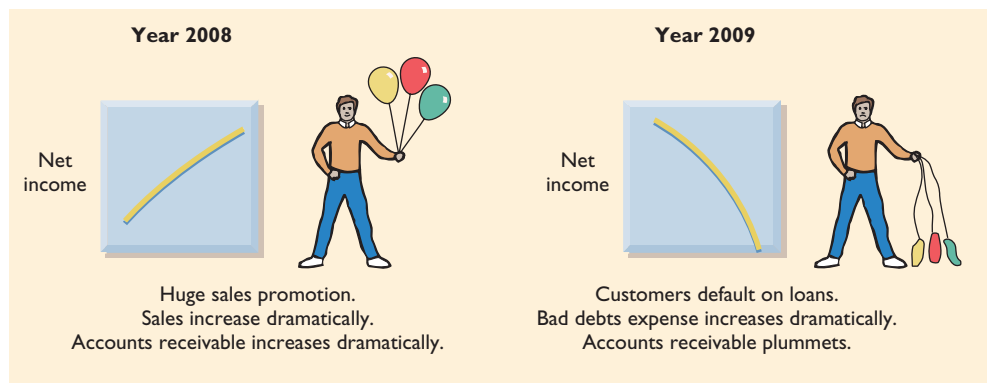 Year 2008
Net
income
Huge sales promotion.
Sales increase dramatically.
Accounts receivable increases dramatically.
Year 2009
Net
income
Customers default on loans.
Bad debts expense increases dramatically.
Accounts receivable plummets.